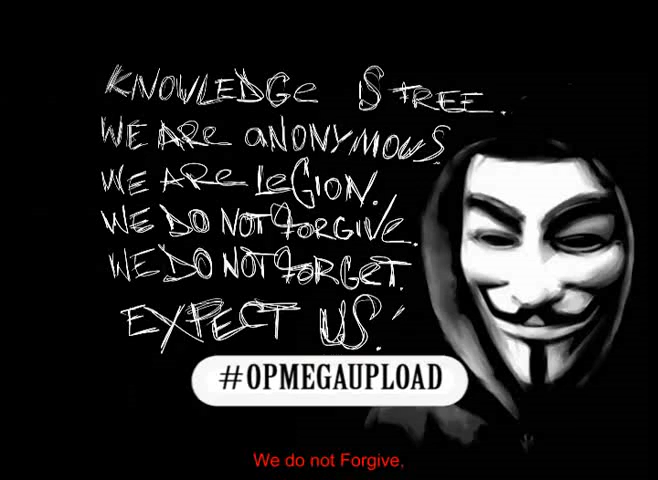 KNOWLEDGe IS FREE.
WE ARE aNONYMOUS.
WE ARe LeGION.
WE DO NOT FORGIVe.
WE DO NOT FORGeT.
EXPECT US!
#OPMEGAUPLOAD
We do not Forgive,